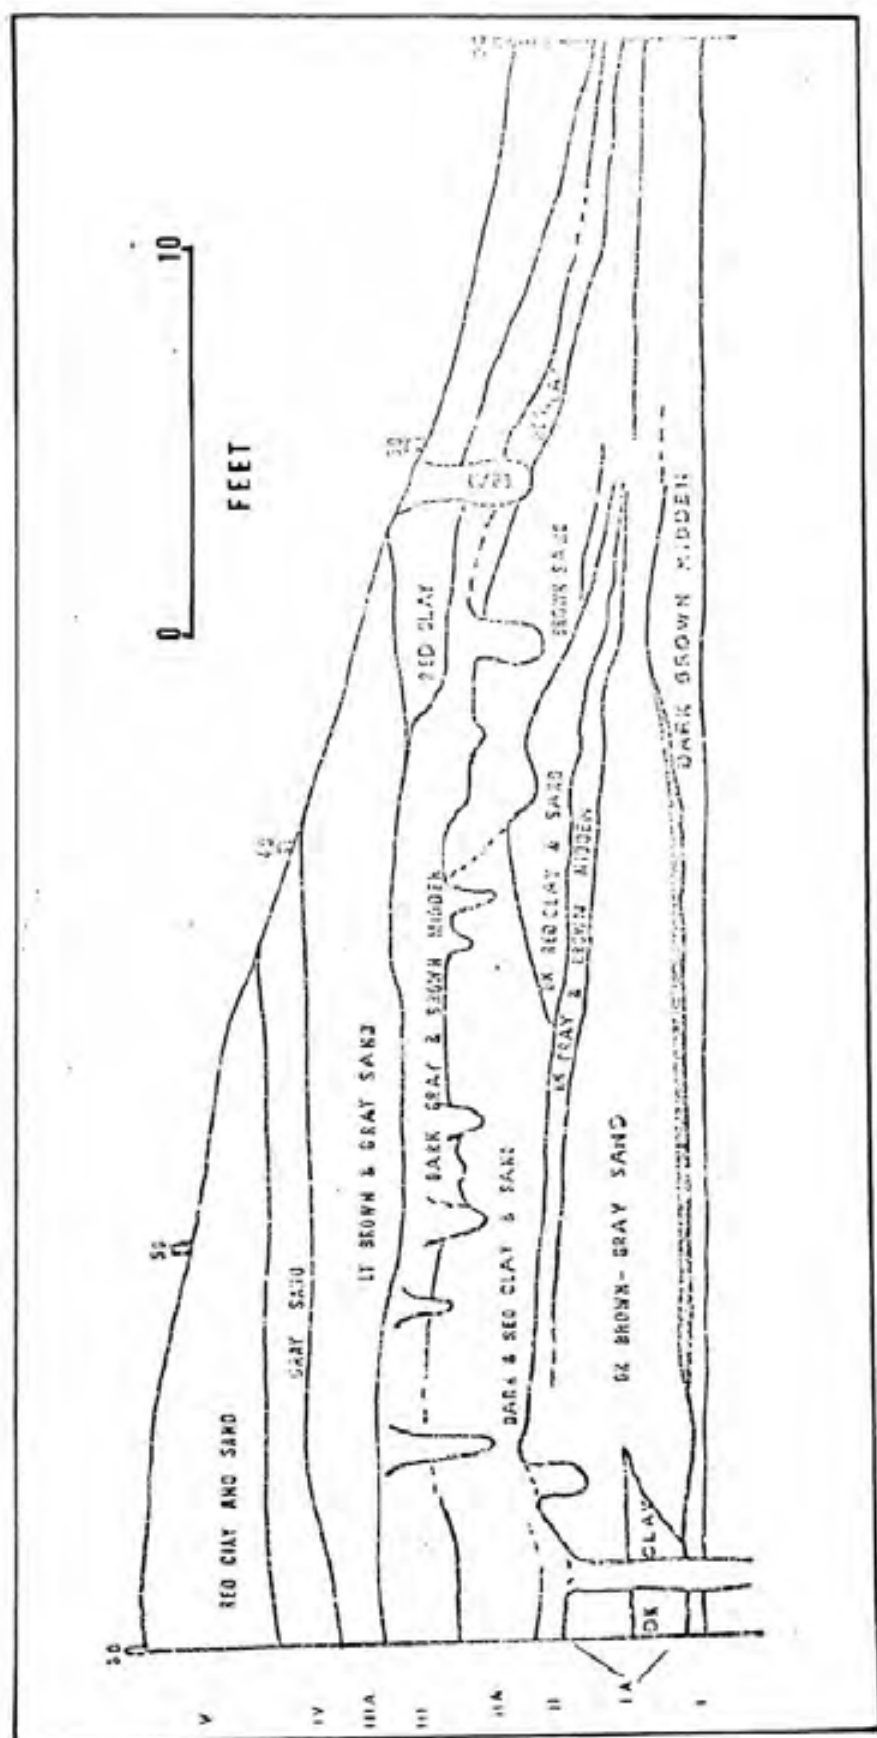 0 10
FEET
RED CLAY AND SAND
GRAY SAND
LT BROWN & GRAY SAND
RED CLAY
DARK GRAY & BROWN MIDDEN
DARK & RED CLAY & SAND
BROWN SAND
DK RED CLAY & SAND
DK GRAY & BROWN MIDDEN
DK BROWN-GRAY SAND
DARK BROWN MIDDEN
DK CLAY
V
IV
IIIA
III
IIA
II
IA
I